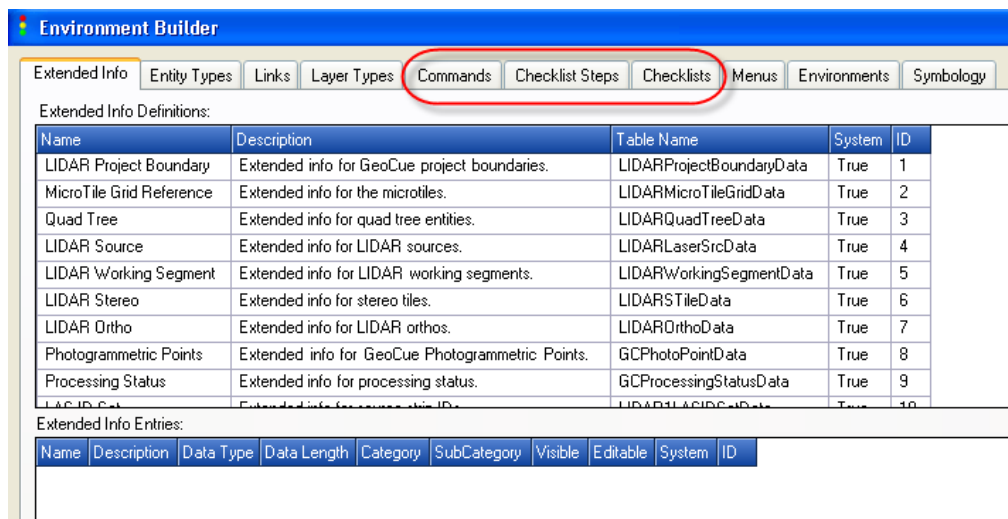 Environment Builder
Extended Info Entity Types Links Layer Types Commands Checklist Steps Checklists Menus Environments Symbology
Extended Info Definitions:
Name Description Table Name System ID
LIDAR Project Boundary Extended info for GeoCue project boundaries. LIDARProjectBoundaryData True 1
MicroTile Grid Reference Extended info for the microtiles. LIDARMicroTileGridData True 2
Quad Tree Extended info for quad tree entities. LIDARQuadTreeData True 3
LIDAR Source Extended info for LIDAR sources. LIDARLaserSrcData True 4
LIDAR Working Segment Extended info for LIDAR working segments. LIDARWorkingSegmentData True 5
LIDAR Stereo Extended info for stereo tiles. LIDARSTileData True 6
LIDAR Ortho Extended info for LIDAR orthos. LIDAROrthoData True 7
Photogrammetric Points Extended info for GeoCue Photogrammetric Points. GCPhotoPointData True 8
Processing Status Extended info for processing status. GCProcessingStatusData True 9
Extended Info Entries:
Name Description Data Type Data Length Category SubCategory Visible Editable System ID